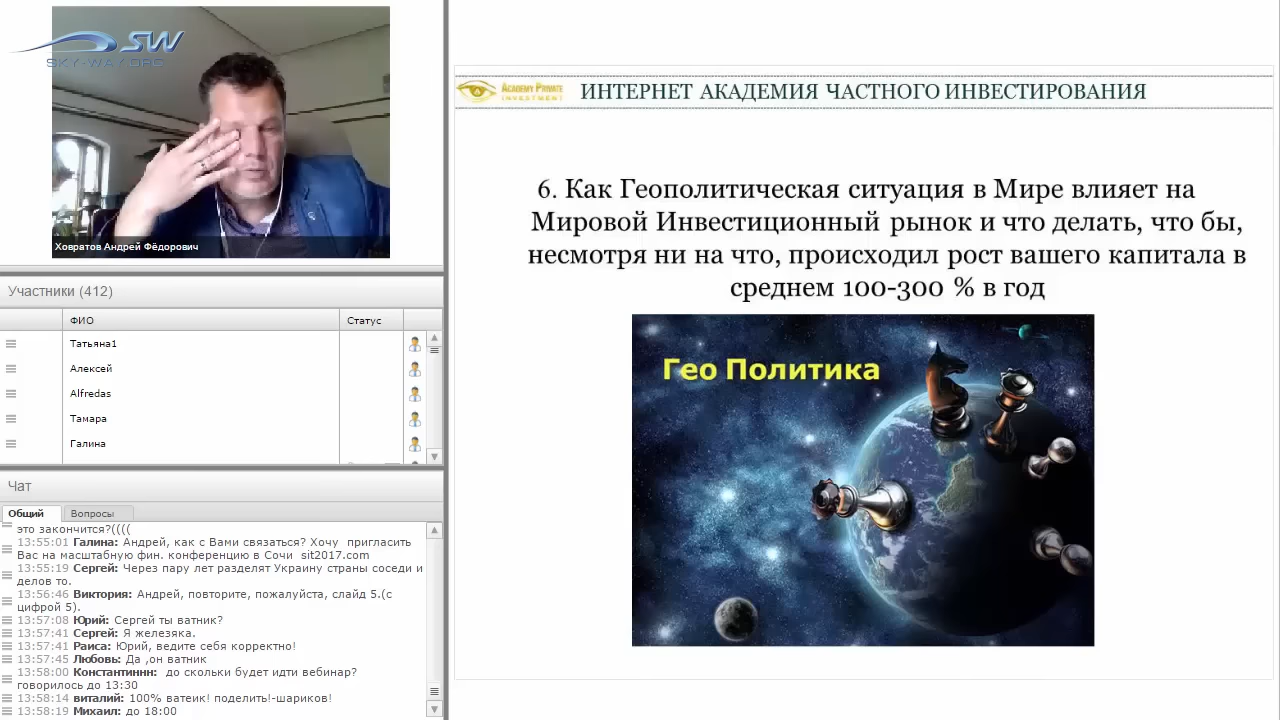 SW
SKY-WAY.ORG
Ховратов Андрей Фёдорович
Участники (412)
ФИО
Статус
Татьяна1
Алексей
Alfredas
Тамара
Галина
Чат
Общий
Вопросы
это закончится?((((
13:55:01 Галина: Андрей, как с Вами связаться? Хочу пригласить
Вас на масштабную фин. конференцию в Сочи sit2017.com
13:55:19 Сергей: Через пару лет разделят Украину страны соседи и
делов то.
13:56:46 Виктория: Андрей, повторите, пожалуйста, слайд 5.(с
цифрой 5).
13:57:08 Юрий: Сергей ты ватник?
13:57:41 Сергей: Я железяка.
13:57:41 Раиса: Юрий, ведите себя корректно!
13:57:45 Любовь: Да ,он ватник
13:58:00 Константиннн: до скольки будет идти вебинар?
говорилось до 13:30
13:58:14 виталий: 100% ватеик! поделить!-шариков!
13:58:19 Михаил: до 18:00
ACADEMY PRIVATE
INVESTMENT
ИНТЕРНЕТ АКАДЕМИЯ ЧАСТНОГО ИНВЕСТИРОВАНИЯ
6. Как Геополитическая ситуация в Мире влияет на
Мировой Инвестиционный рынок и что делать, что бы,
несмотря ни на что, происходил рост вашего капитала в
среднем 100-300 % в год
Гео Политика